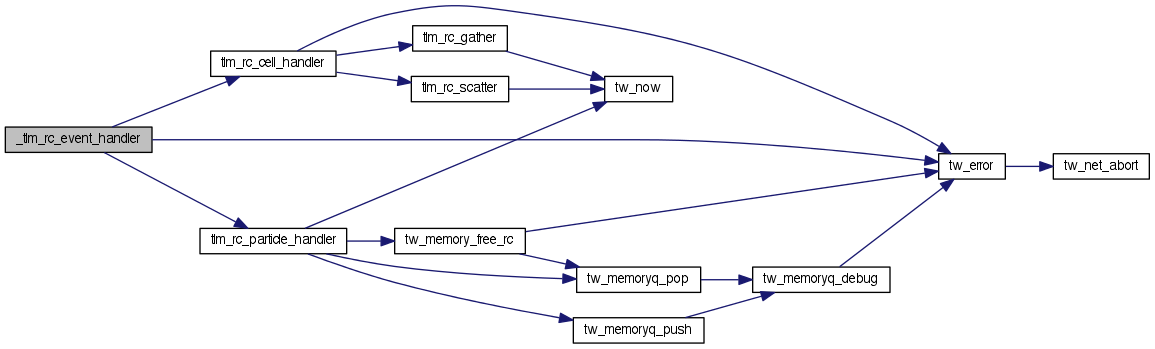 tlm_rc_gather
tlm_rc_cell_handler
tlm_rc_scatter
tw_now
_tlm_rc_event_handler
tw_error
tw_net_abort
tlm_rc_particle_handler
tw_memory_free_rc
tw_memoryq_pop
tw_memoryq_debug
tw_memoryq_push